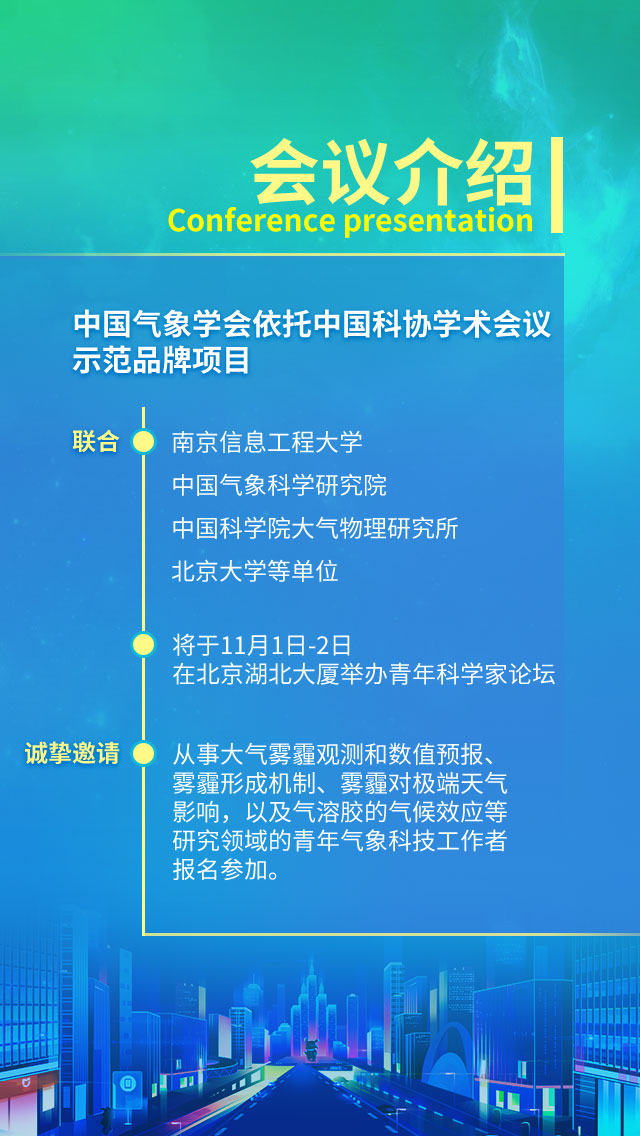 会议介绍
Conference presentation
中国气象学会依托中国科协学术会议
示范品牌项目
联合
南京信息工程大学
中国气象科学研究院
中国科学院大气物理研究所
北京大学等单位
将于11月1日-2日
在北京湖北大厦举办青年科学家论坛
诚挚邀请
从事大气雾霾观测和数值预报、
雾霾形成机制、雾霾对极端天气
影响，以及气溶胶的气候效应等
研究领域的青年气象科技工作者
报名参加。